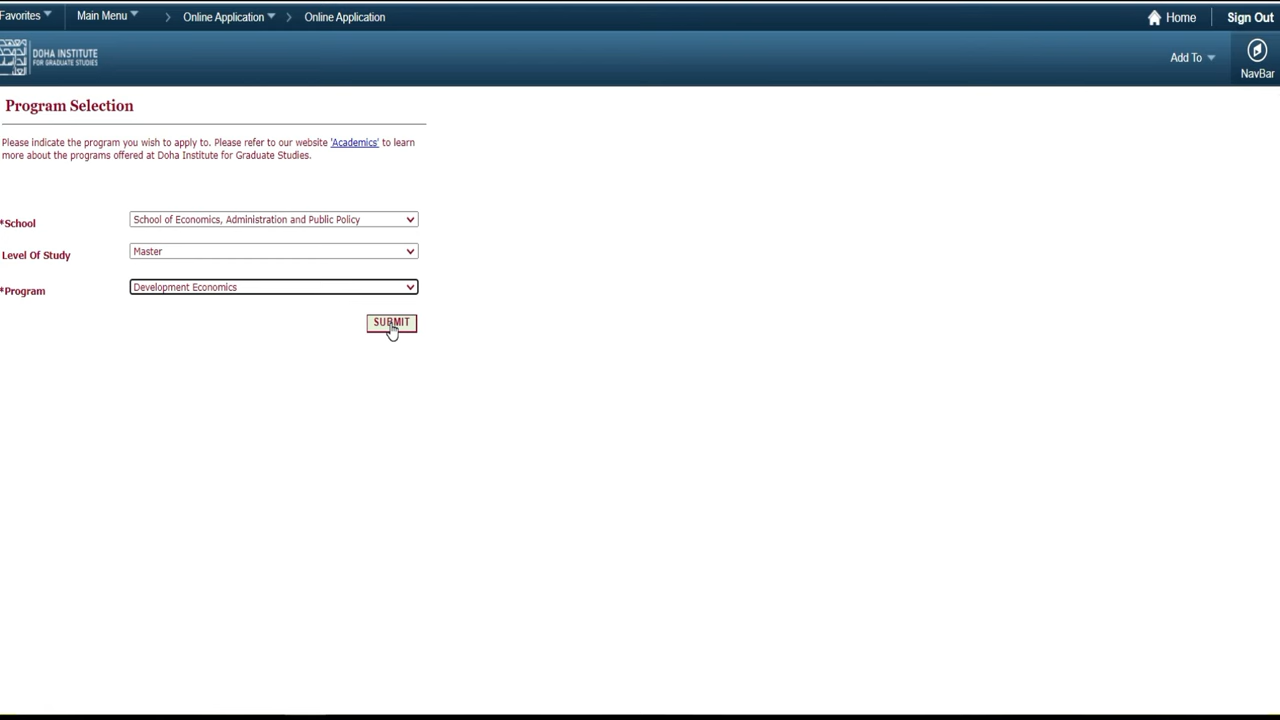 Favorites
Main Menu
Online Application
Online Application
Home
Sign Out
DOHA INSTITUTE
FOR GRADUATE STUDIES
Add To
NavBar
Program Selection
Please indicate the program you wish to apply to. Please refer to our website 'Academics' to learn
more about the programs offered at Doha Institute for Graduate Studies.
*School
School of Economics, Administration and Public Policy
Level Of Study
Master
*Program
Development Economics
SUBMIT